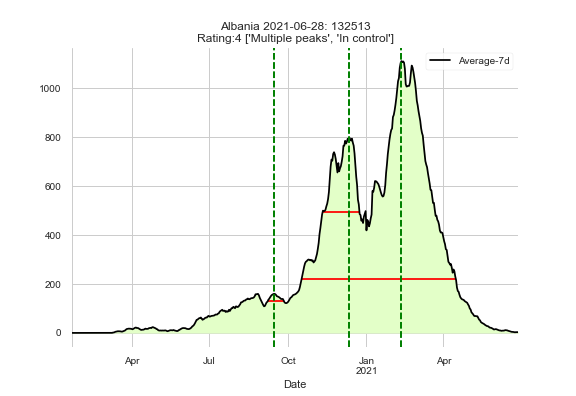 Albania 2021-06-28: 132513
Rating:4 ['Multiple peaks', 'In control']
Average-7d
1000
800
600
400
200
0
Apr Jul Oct Jan Apr
2021
Date